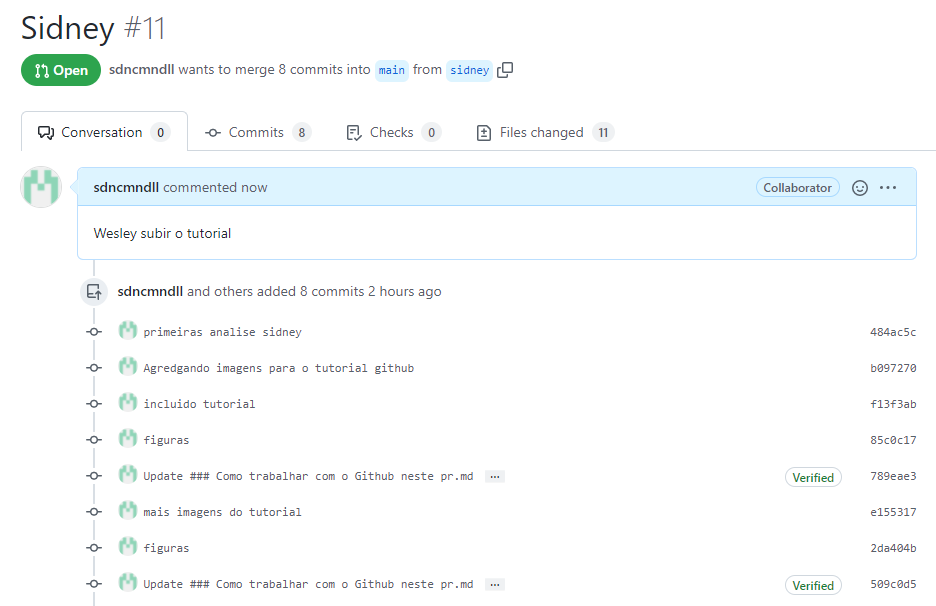 Sidney #11
Open sdncmndll wants to merge 8 commits into main from sidney
Conversation 0 Commits 8 Checks 0 Files changed 11
sdncmndll commented now Collaborator
Wesley subir o tutorial
sdncmndll and others added 8 commits 2 hours ago
primeiras analise sidney 484ac5c
Agredgando imagens para o tutorial github b097270
incluido tutorial f13f3ab
figuras 85c0c17
Update ### Como trabalhar com o Github neste pr.md ... Verified 789eae3
mais imagens do tutorial e155317
figuras 2da404b
Update ### Como trabalhar com o Github neste pr.md ... Verified 509c0d5